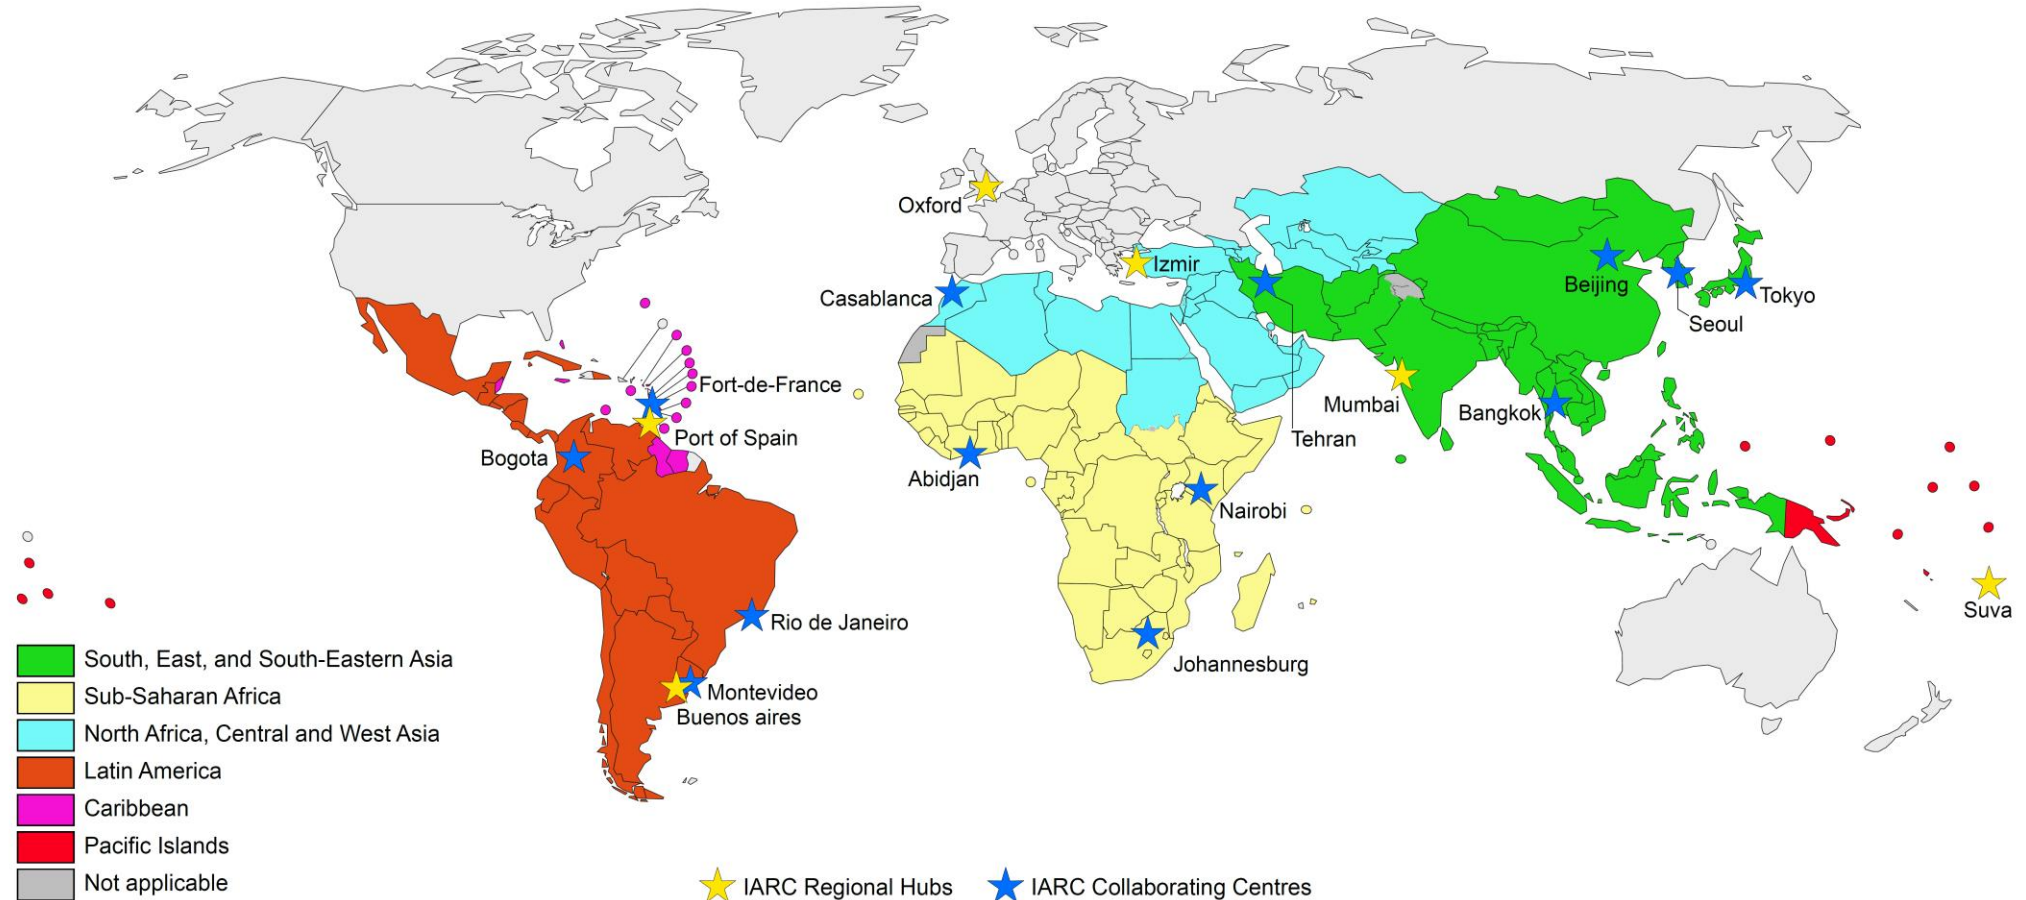 Oxford
Izmir
Casablanca
Beijing
Tokyo
Seoul
Fort-de-France
Mumbai
Bangkok
Port of Spain
Tehran
Bogota
Abidjan
Nairobi
Suva
Rio de Janeiro
Johannesburg
Montevideo
Buenos aires
South, East, and South-Eastern Asia
Sub-Saharan Africa
North Africa, Central and West Asia
Latin America
Caribbean
Pacific Islands
Not applicable
IARC Regional Hubs
IARC Collaborating Centres